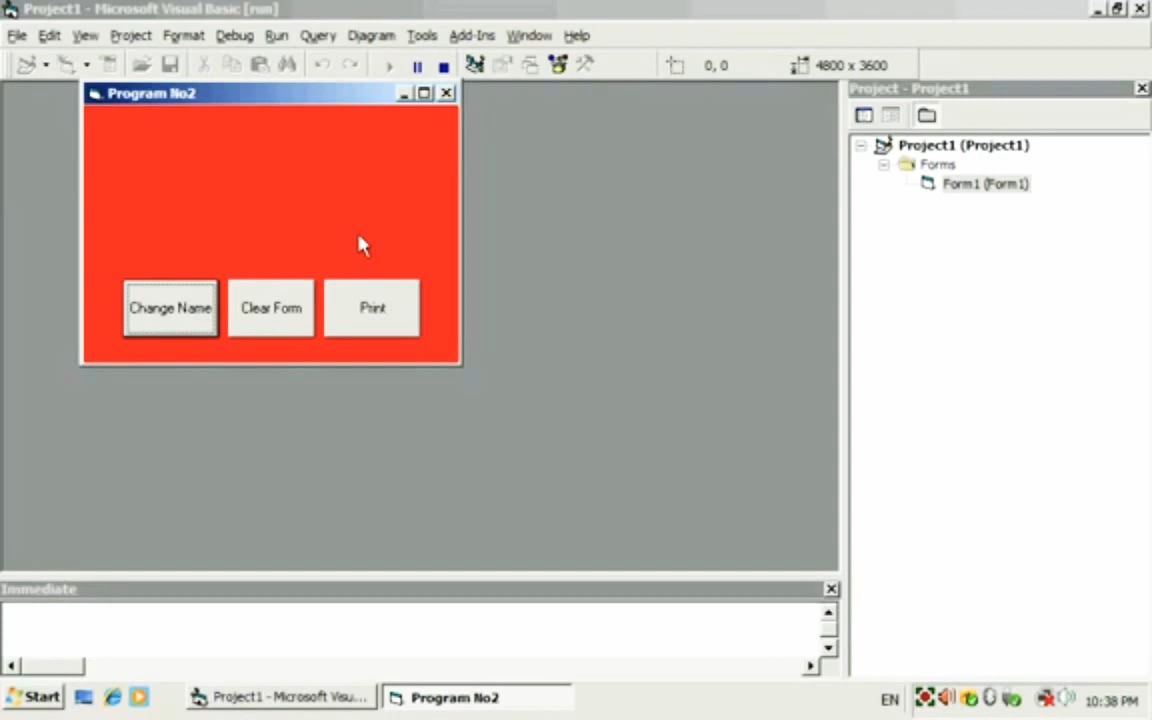 Project1 - Microsoft Visual Basic [run]
File Edit View Project Format Debug Run Query Diagram Tools Add-Ins Window Help
0, 0 4800 x 3600
Program No2
Change Name Clear Form Print
Project - Project1
Project1 (Project1)
Forms
Form1 (Form1)
Immediate
Start Project1 - Microsoft Visu... Program No2 EN 10:38 PM